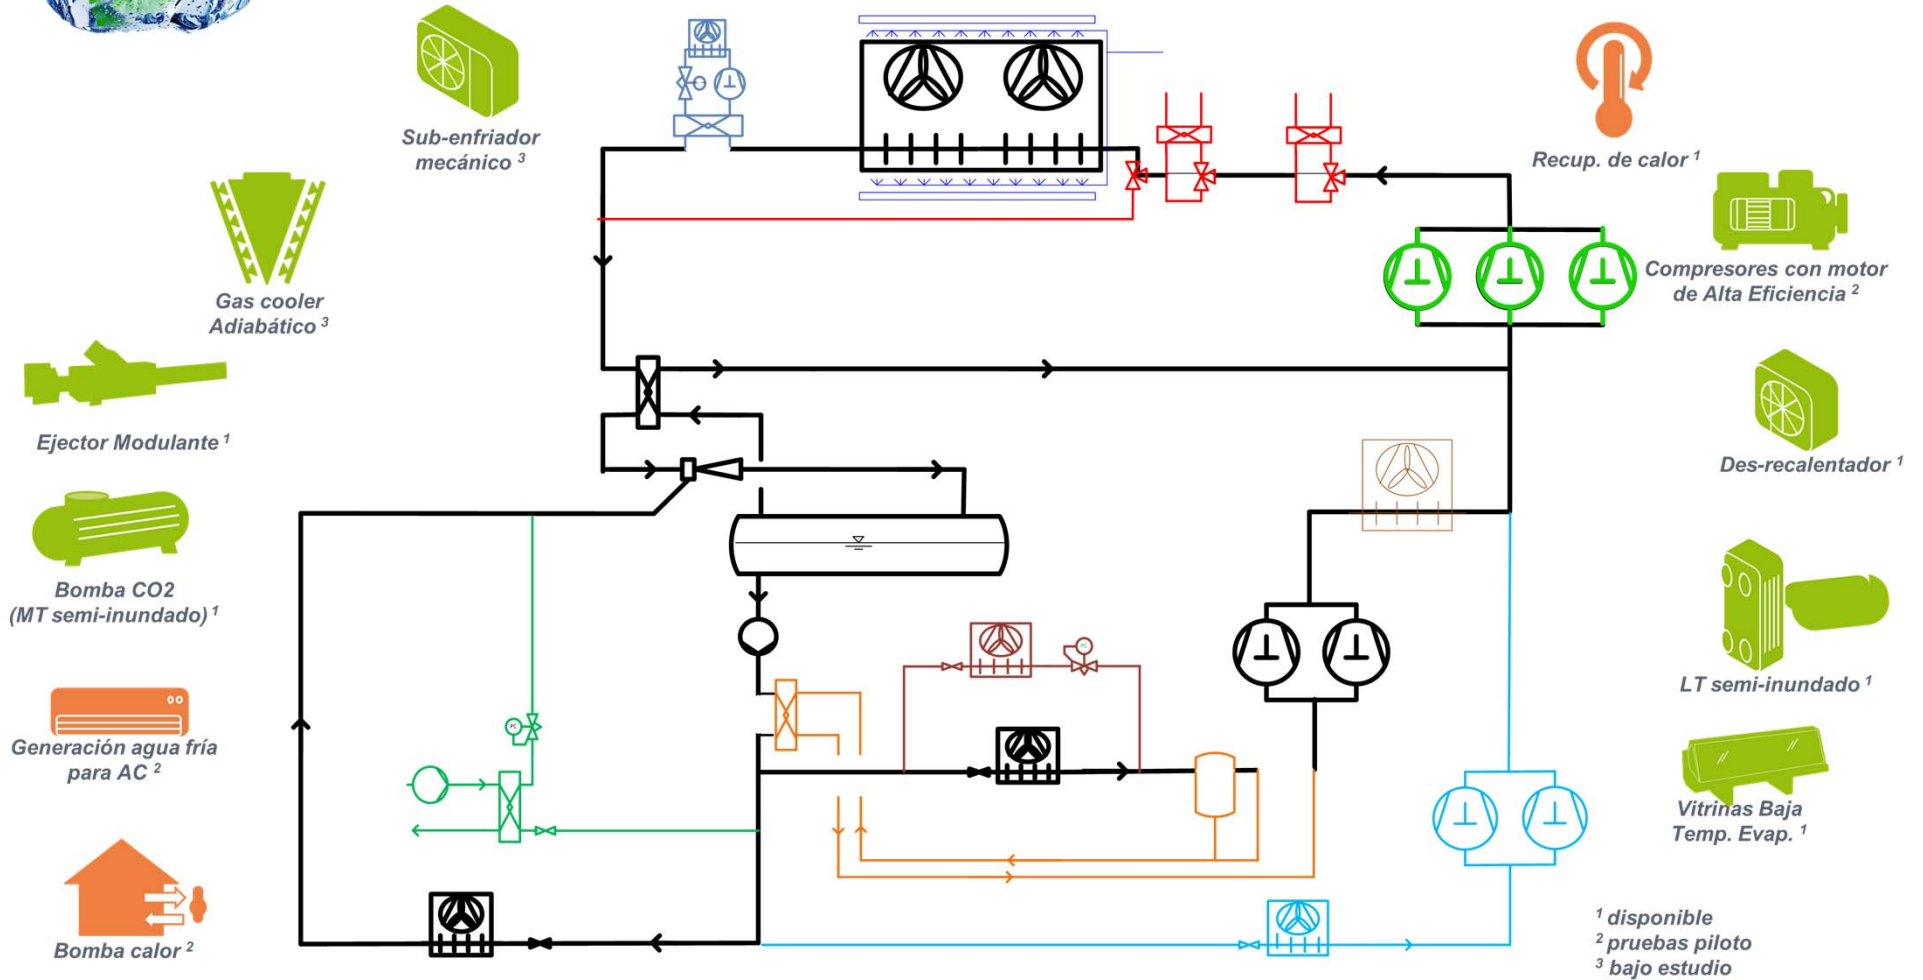 Sub-enfriador
mecánico ³
Recup. de calor ¹
Gas cooler
Adiabático ³
Compresores con motor
de Alta Eficiencia ²
Ejector Modulante ¹
Des-recalentador ¹
Bomba CO2
(MT semi-inundado) ¹
PC
LT semi-inundado ¹
PC
Generación agua fría
para AC ²
Vitrinas Baja
Temp. Evap. ¹
Bomba calor ²
¹ disponible
² pruebas piloto
³ bajo estudio